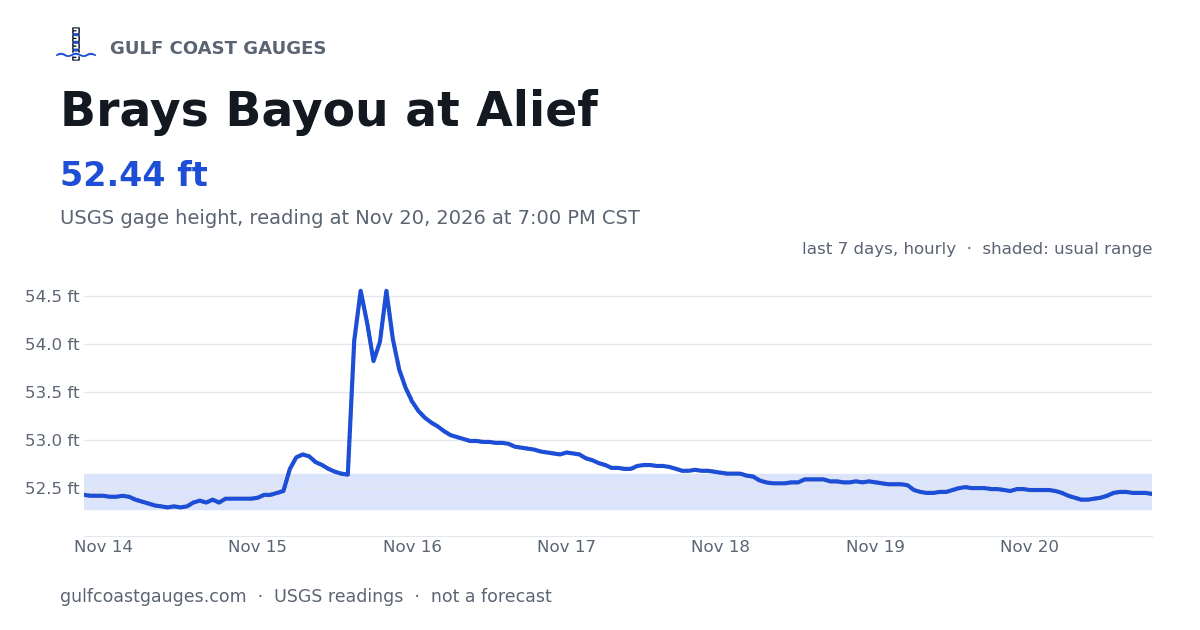 GULF COAST GAUGES
Brays Bayou at Alief
52.44 ft
USGS gage height, reading at Nov 20, 2026 at 7:00 PM CST
last 7 days, hourly · shaded: usual range
54.5 ft
54.0 ft
53.5 ft
53.0 ft
52.5 ft
Nov 14 Nov 15 Nov 16 Nov 17 Nov 18 Nov 19 Nov 20
gulfcoastgauges.com · USGS readings · not a forecast